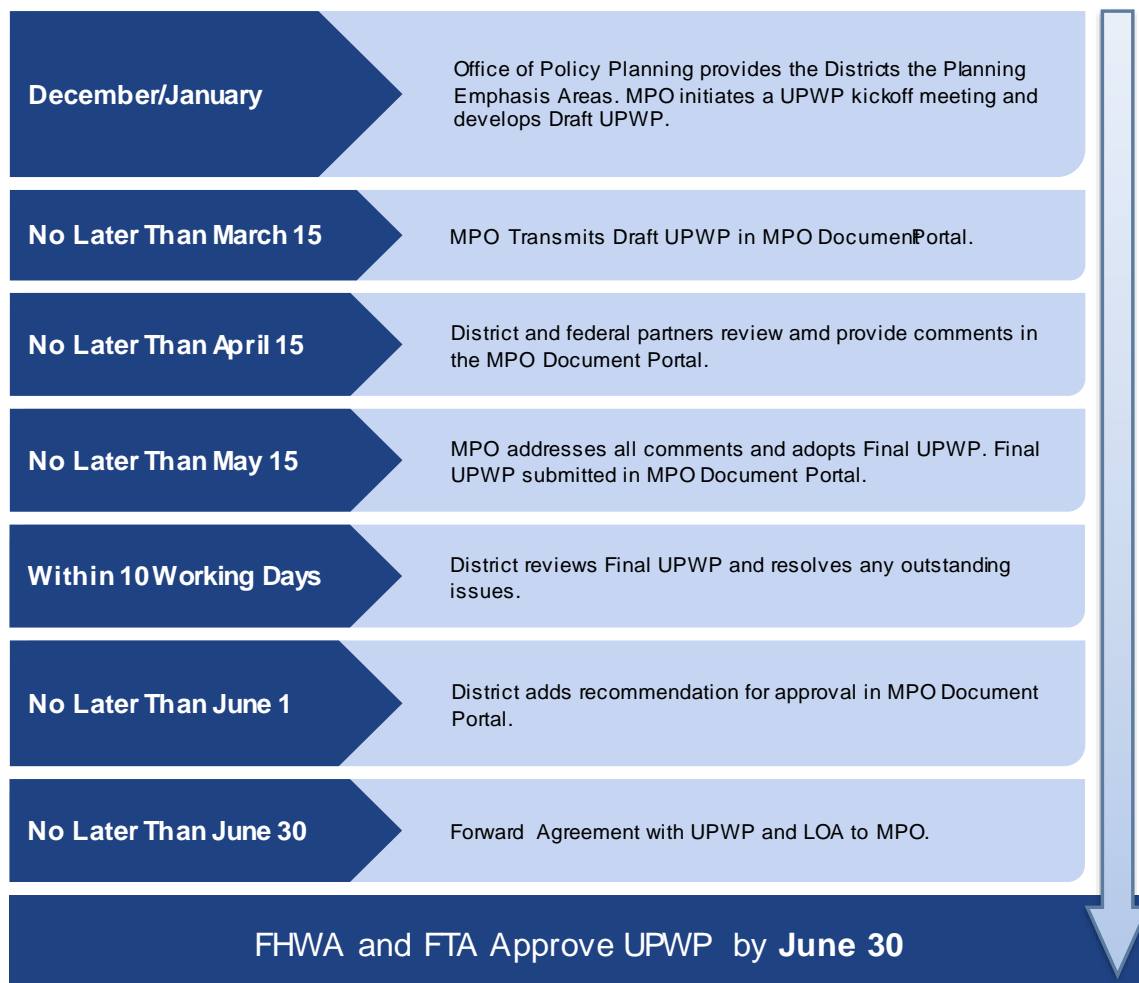 December/January
Office of Policy Planning provides the Districts the Planning
Emphasis Areas. MPO initiates a UPWP kickoff meeting and
develops Draft UPWP.
No Later Than March 15
MPO Transmits Draft UPWP in MPO Document Portal.
No Later Than April 15
District and federal partners review amd provide comments in
the MPO Document Portal.
No Later Than May 15
MPO addresses all comments and adopts Final UPWP. Final
UPWP submitted in MPO Document Portal.
Within 10 Working Days
District reviews Final UPWP and resolves any outstanding
issues.
No Later Than June 1
District adds recommendation for approval in MPO Document
Portal.
No Later Than June 30
Forward Agreement with UPWP and LOA to MPO.
FHWA and FTA Approve UPWP by June 30